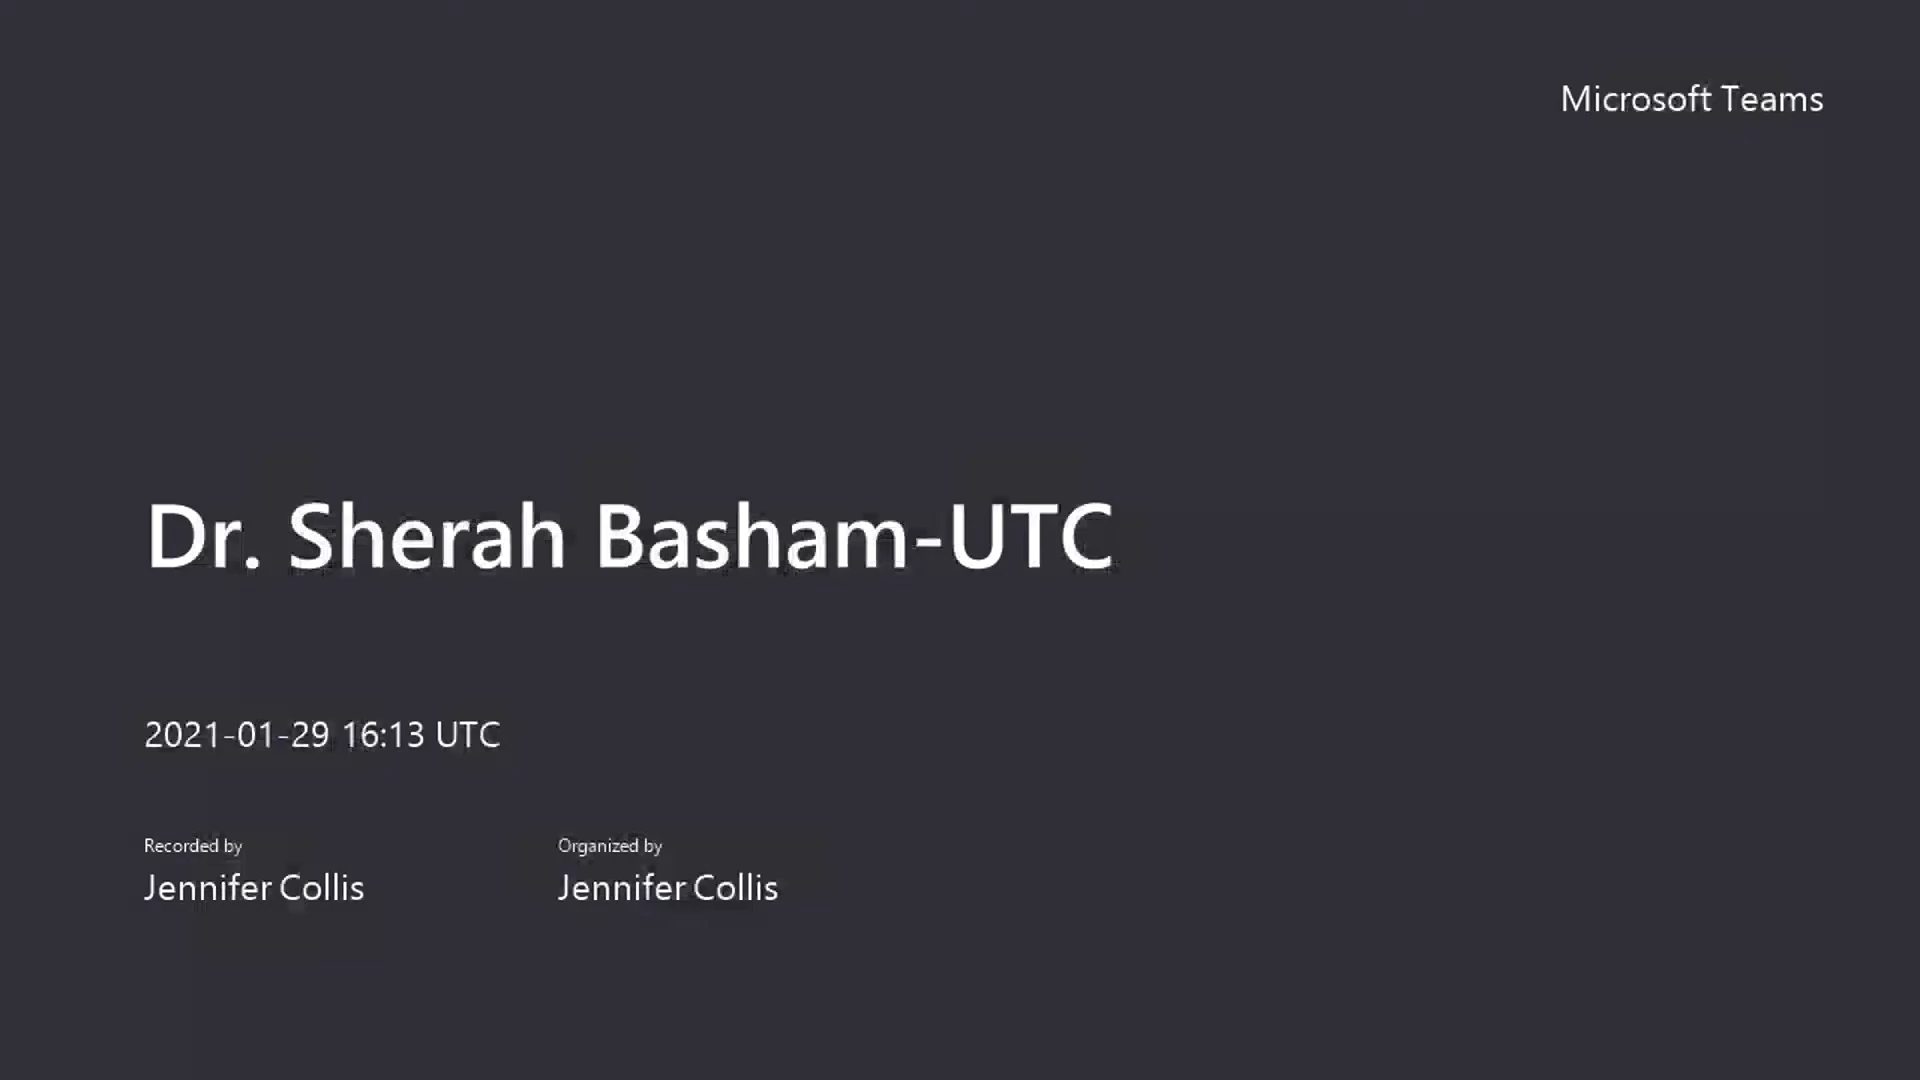 Microsoft Teams
Dr. Sherah Basham-UTC
2021-01-29 16:13 UTC
Recorded by
Jennifer Collis
Organized by
Jennifer Collis